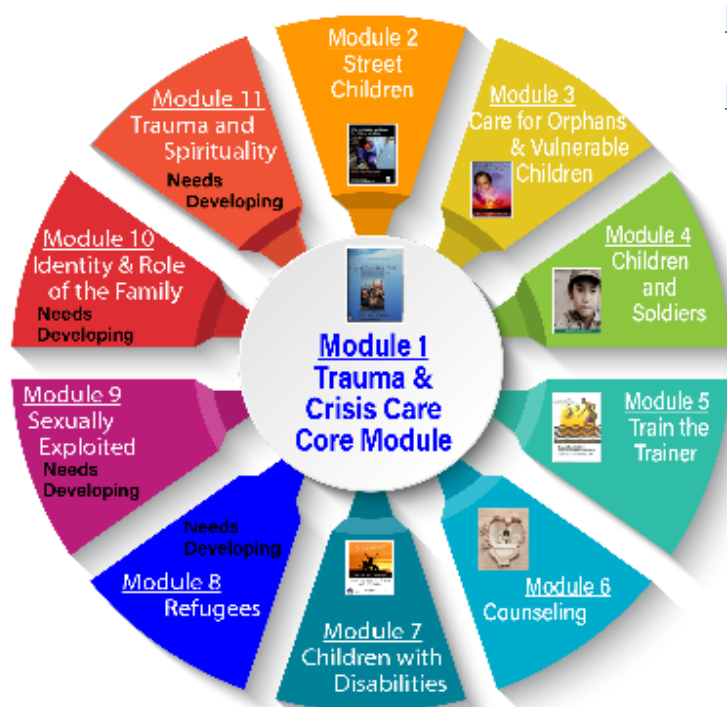 Module 1
Trauma &
Crisis Care
Core Module
Module 2
Street
Children
Module 3
Care for Orphans
& Vulnerable
Children
Module 4
Children
and
Soldiers
Module 5
Train the
Trainer
Module 6
Counseling
Module 7
Children with
Disabilities
Needs
Developing
Module 8
Refugees
Module 9
Sexually
Exploited
Needs
Developing
Module 10
Identity & Role
of the Family
Needs
Developing
Module 11
Trauma and
Spirituality
Needs
Developing